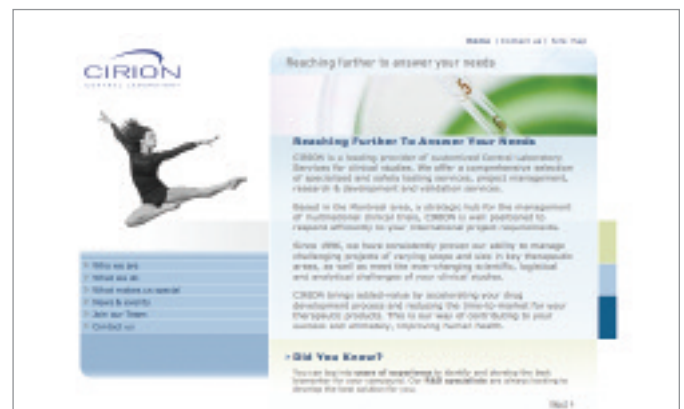 Home | Contact us | Site map
CIRION
CENTRAL LABORATORY
Reaching further to answer your needs
Reaching Further To Answer Your Needs
CIRION is a leading provider of customized Central Laboratory
Services for clinical studies. We offer a comprehensive selection
of specialized and safety testing services, project management,
research & development and validation services.
Based in the Montreal area, a strategic hub for the management
of multinational clinical trials, CIRION is well positioned to
respond efficiently to your international project requirements.
Since 1996, we have consistently proven our ability to manage
challenging projects of varying scope and size in key therapeutic
areas, as well as meet the ever-changing scientific, logistical
and analytical challenges of your clinical studies.
CIRION brings added-value by accelerating your drug
development process and reducing the time-to-market for your
therapeutic products. This is our way of contributing to your
success and ultimately, improving human health.
Who we are
What we do
What makes us special
News & events
Join our Team
Contact us
Did You Know?
You can tap into years of experience to identify and develop the best
biomarker for your compound. Our R&D specialists are always looking to
develop the best solution for you.
Next